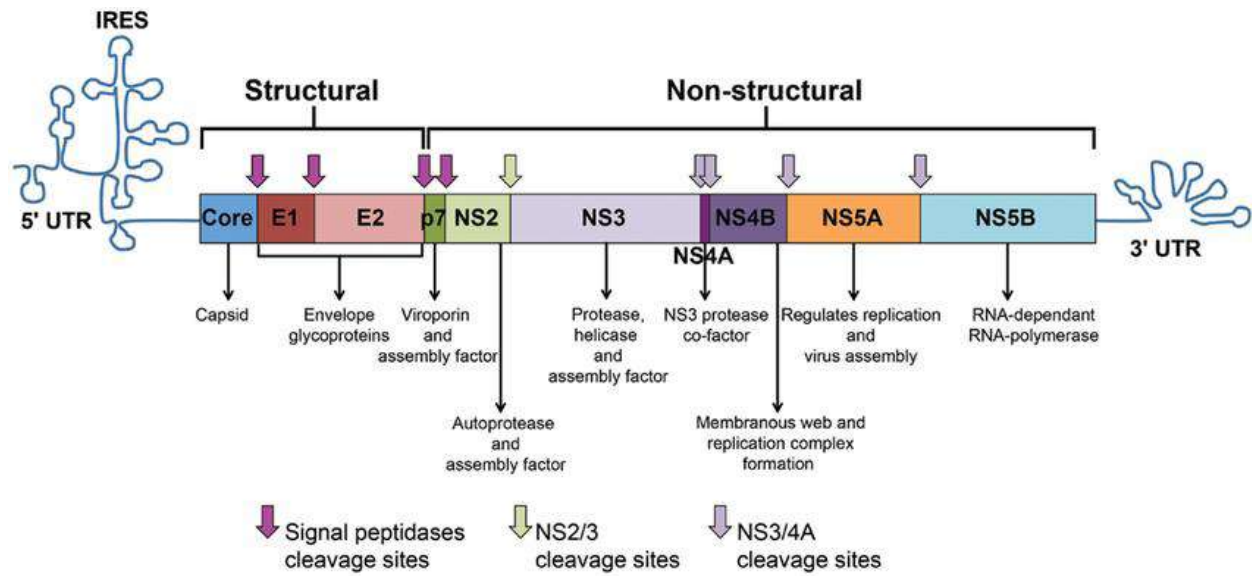 IRES
Structural
Non-structural
5' UTR
Core
E1
E2
p7
NS2
NS3
NS4A
NS4B
NS5A
NS5B
3' UTR
Capsid
Envelope
glycoproteins
Viroporin
and
assembly factor
Protease,
helicase
and
assembly factor
NS3 protease
co-factor
Regulates replication
and
virus assembly
RNA-dependant
RNA-polymerase
Autoprotease
and
assembly factor
Membranous web and
replication complex
formation
Signal peptidases
cleavage sites
NS2/3
cleavage sites
NS3/4A
cleavage sites